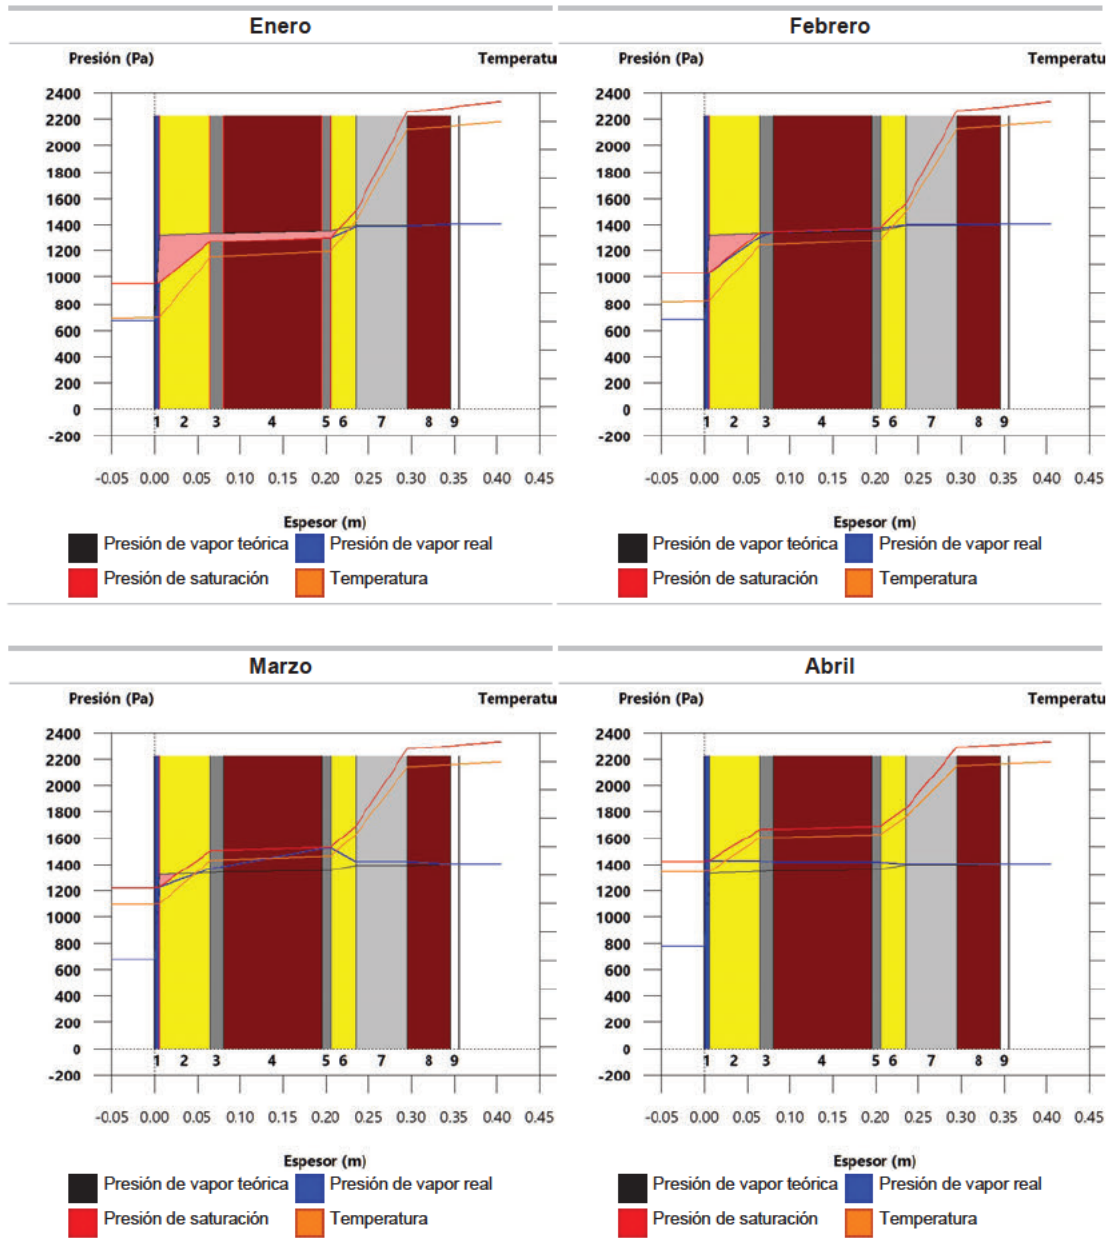 Enero
Presión (Pa) Temperatu
2400
2200
2000
1800
1600
1400
1200
1000
800
600
400
200
0
-200
1 2 3 4 5 6 7 8 9
-0.05 0.00 0.05 0.10 0.15 0.20 0.25 0.30 0.35 0.40 0.45
Espesor (m)
Presión de vapor teórica Presión de vapor real
Presión de saturación Temperatura
Febrero
Presión (Pa) Temperatu
2400
2200
2000
1800
1600
1400
1200
1000
800
600
400
200
0
-200
1 2 3 4 5 6 7 8 9
-0.05 0.00 0.05 0.10 0.15 0.20 0.25 0.30 0.35 0.40 0.45
Espesor (m)
Presión de vapor teórica Presión de vapor real
Presión de saturación Temperatura
Marzo
Presión (Pa) Temperatu
2400
2200
2000
1800
1600
1400
1200
1000
800
600
400
200
0
-200
1 2 3 4 5 6 7 8 9
-0.05 0.00 0.05 0.10 0.15 0.20 0.25 0.30 0.35 0.40 0.45
Espesor (m)
Presión de vapor teórica Presión de vapor real
Presión de saturación Temperatura
Abril
Presión (Pa) Temperatu
2400
2200
2000
1800
1600
1400
1200
1000
800
600
400
200
0
-200
1 2 3 4 5 6 7 8 9
-0.05 0.00 0.05 0.10 0.15 0.20 0.25 0.30 0.35 0.40 0.45
Espesor (m)
Presión de vapor teórica Presión de vapor real
Presión de saturación Temperatura